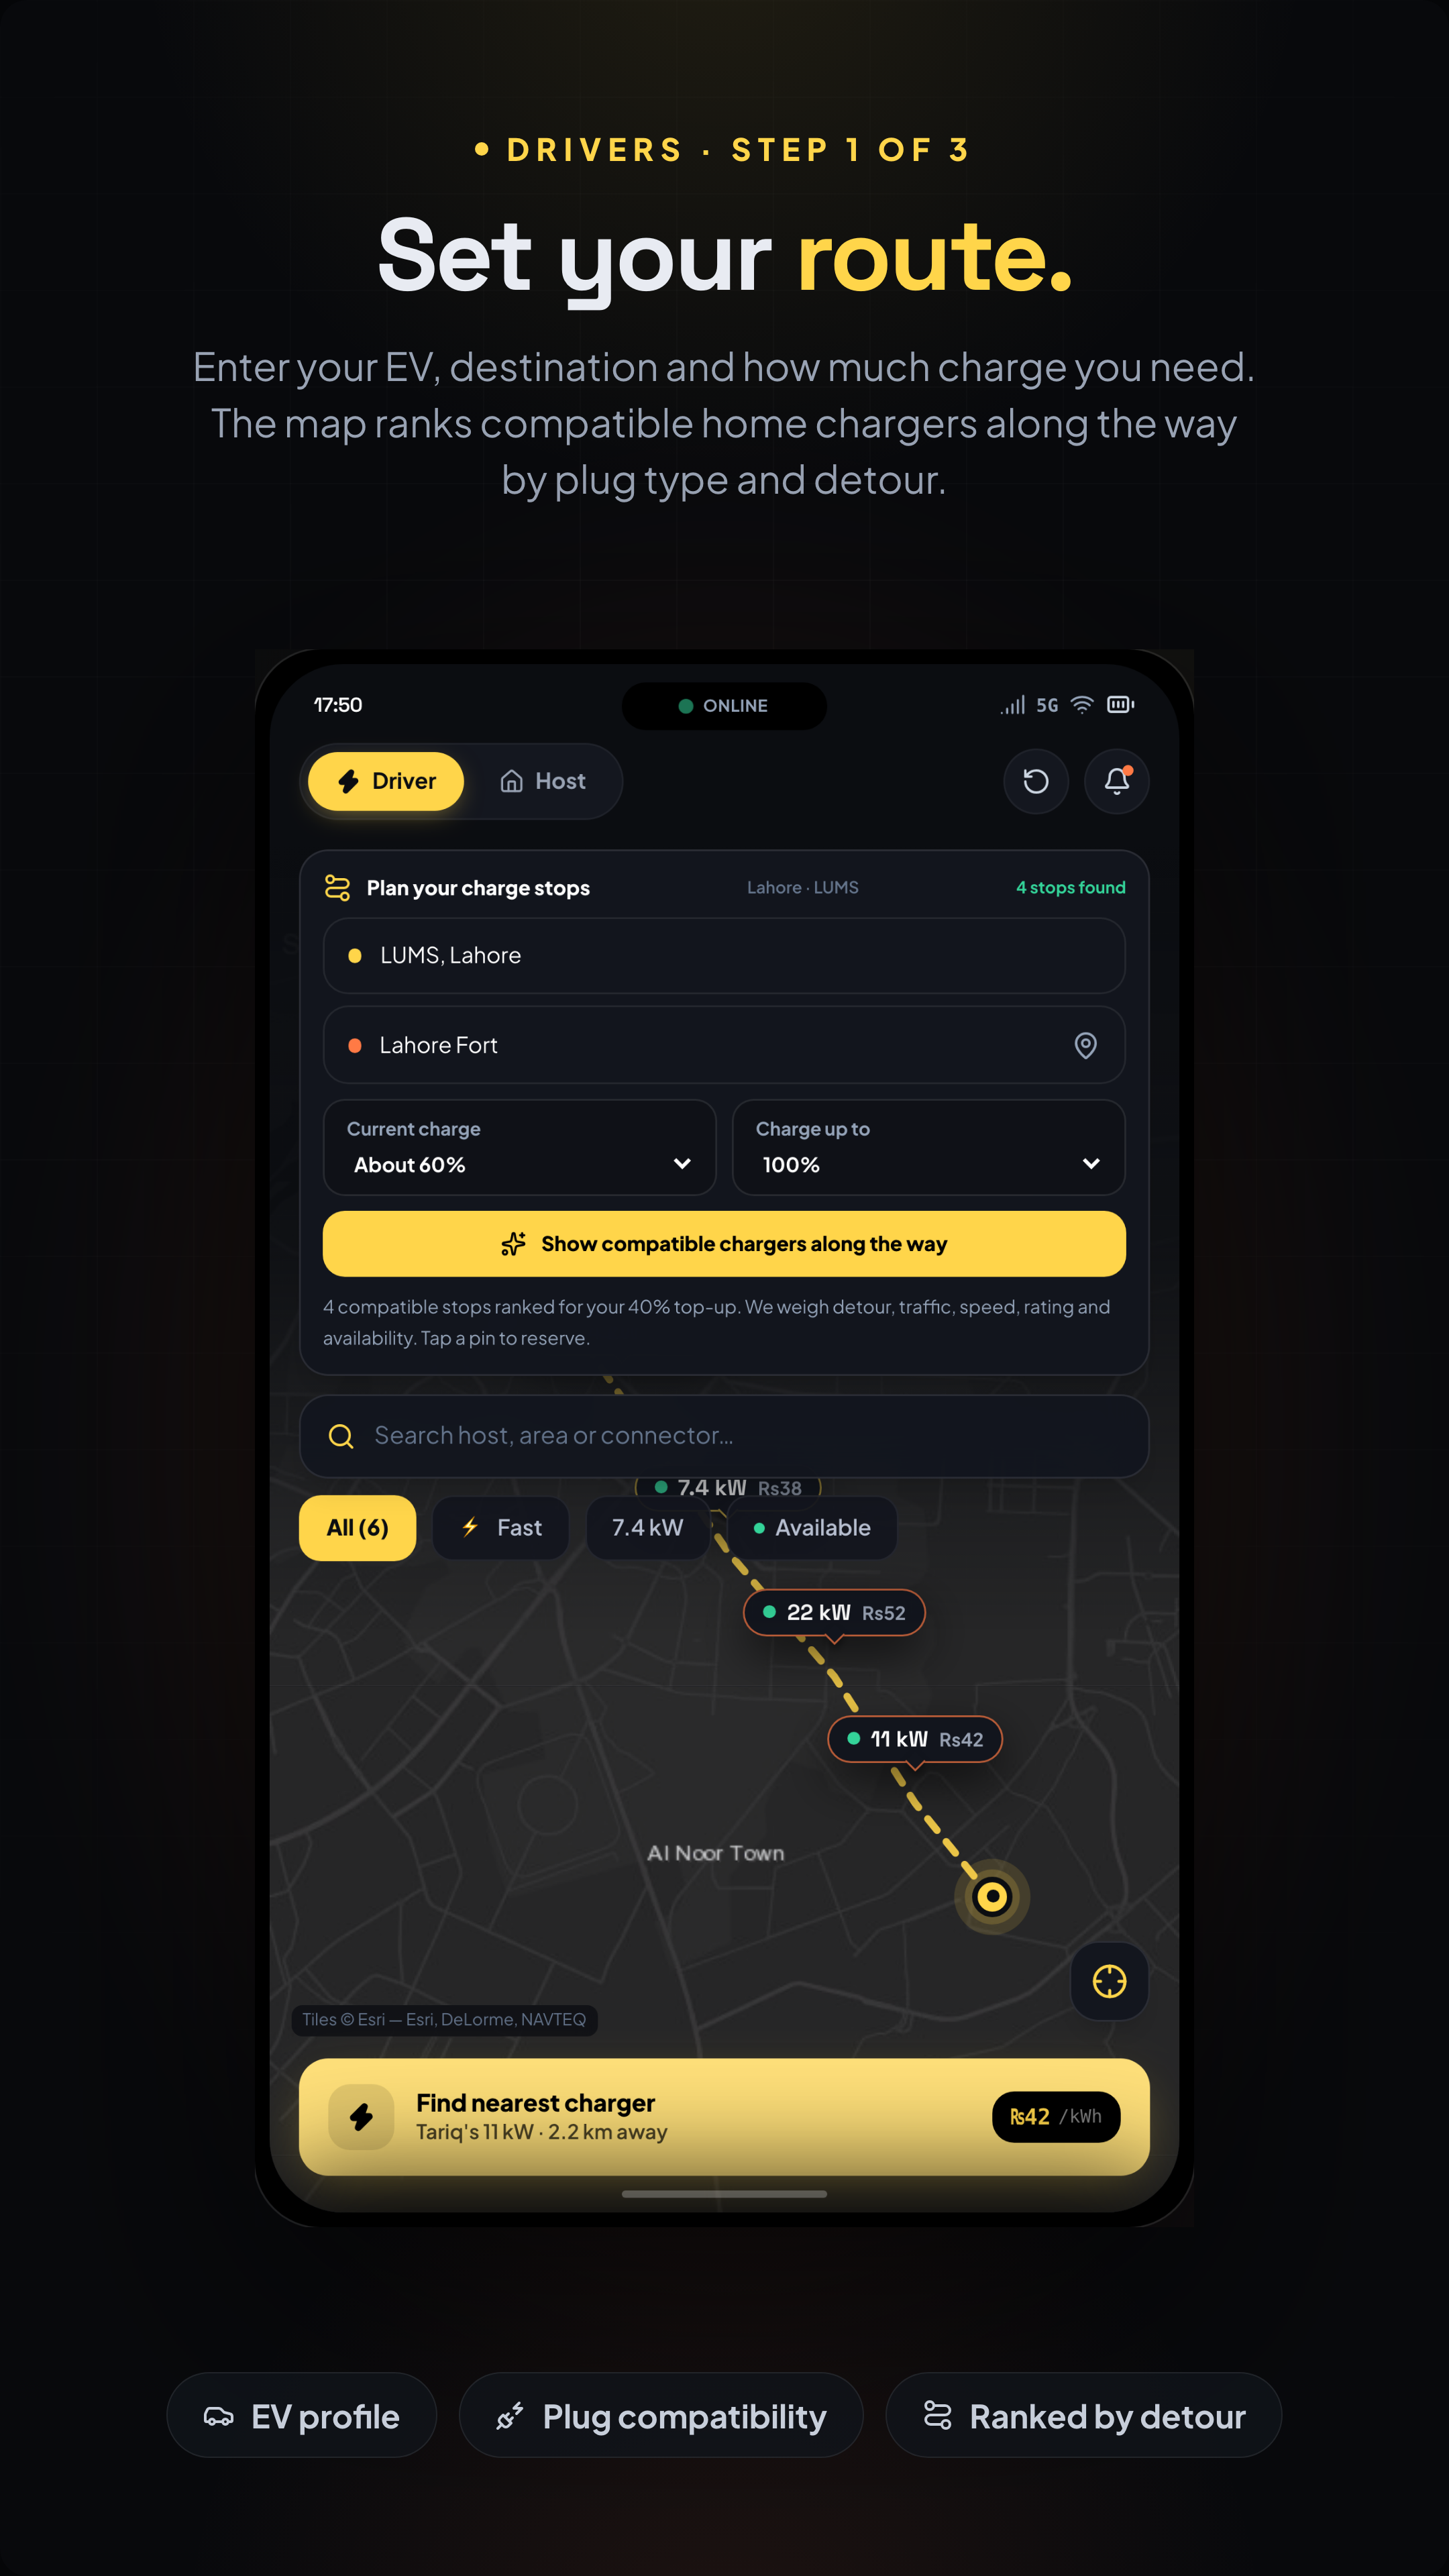 DRIVERS · STEP 1 OF 3
Set your route.
Enter your EV, destination and how much charge you need.
The map ranks compatible home chargers along the way
by plug type and detour.
17:50
ONLINE
5G
Driver
Host
Plan your charge stops
Lahore · LUMS
4 stops found
LUMS, Lahore
Lahore Fort
Current charge
About 60%
Charge up to
100%
Show compatible chargers along the way
4 compatible stops ranked for your 40% top-up. We weigh detour, traffic, speed, rating and
availability. Tap a pin to reserve.
Search host, area or connector...
7.4 kW Rs38
All (6)
Fast
7.4 kW
Available
22 kW Rs52
11 kW Rs42
Al Noor Town
Tiles © Esri — Esri, DeLorme, NAVTEQ
Find nearest charger
Tariq's 11 kW · 2.2 km away
₨42 /kWh
EV profile
Plug compatibility
Ranked by detour